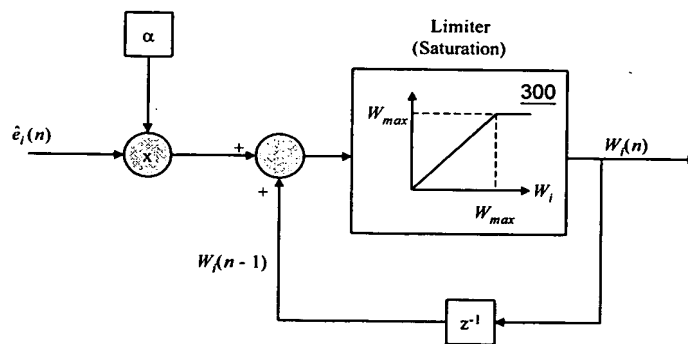 α
Limiter
(Saturation)
300
ê_i(n)
x
+
+
W_max
W_i
W_max
W_i(n)
W_i(n - 1)
z⁻¹